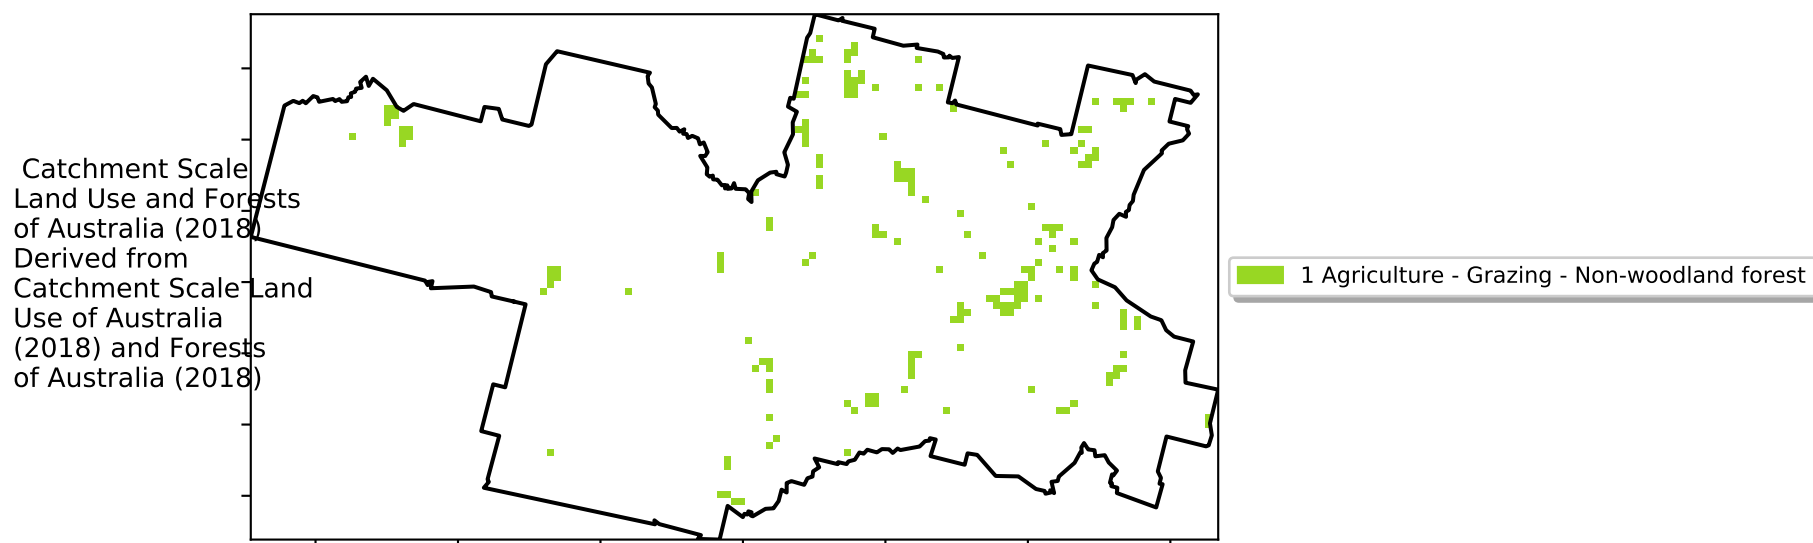 Catchment Scale
Land Use and Forests
of Australia (2018)
Derived from
Catchment Scale Land
Use of Australia
(2018) and Forests
of Australia (2018)
1 Agriculture - Grazing - Non-woodland forest